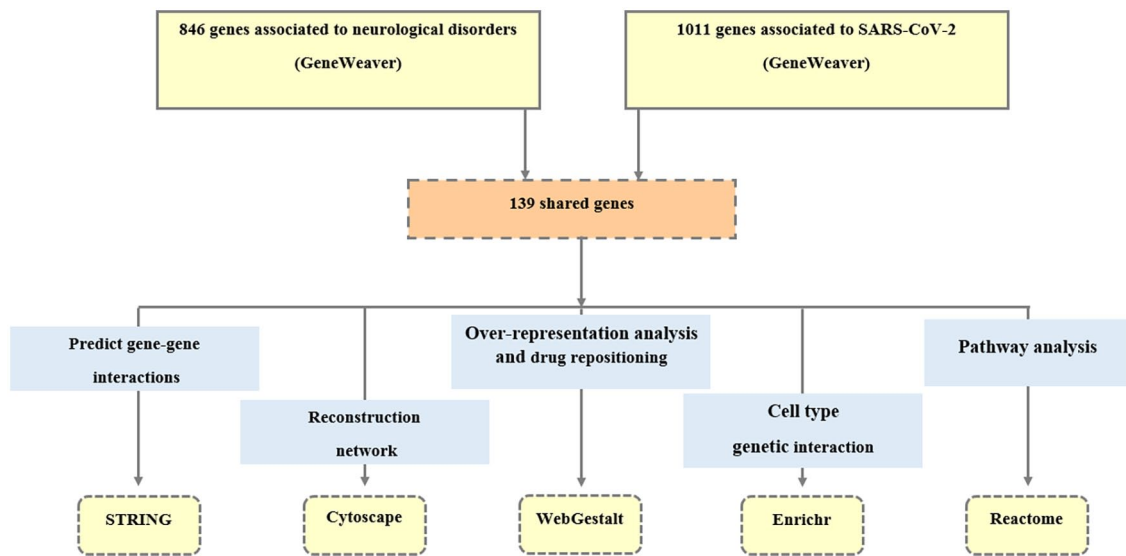 846 genes associated to neurological disorders
(GeneWeaver)
1011 genes associated to SARS-CoV-2
(GeneWeaver)
139 shared genes
Predict gene-gene
interactions
Reconstruction
network
Over-representation analysis
and drug repositioning
Cell type
genetic interaction
Pathway analysis
STRING
Cytoscape
WebGestalt
Enrichr
Reactome